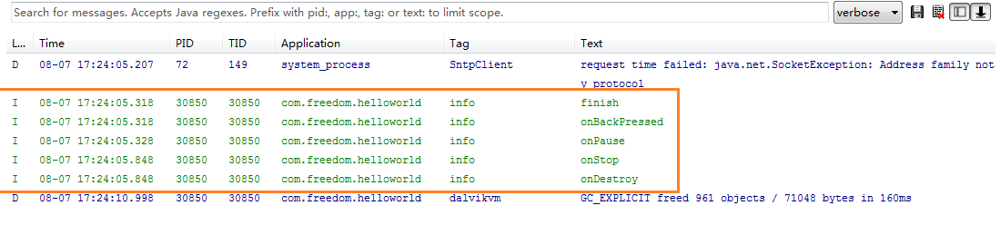 Search for messages. Accepts Java regexes. Prefix with pid:, app:, tag: or text: to limit scope. verbose
L... Time PID TID Application Tag Text
D 08-07 17:24:05.207 72 149 system_process SntpClient request time failed: java.net.SocketException: Address family not
y protocol
I 08-07 17:24:05.318 30850 30850 com.freedom.helloworld info finish
I 08-07 17:24:05.318 30850 30850 com.freedom.helloworld info onBackPressed
I 08-07 17:24:05.328 30850 30850 com.freedom.helloworld info onPause
I 08-07 17:24:05.848 30850 30850 com.freedom.helloworld info onStop
I 08-07 17:24:05.848 30850 30850 com.freedom.helloworld info onDestroy
D 08-07 17:24:10.998 30850 30850 com.freedom.helloworld dalvikvm GC_EXPLICIT freed 961 objects / 71048 bytes in 160ms